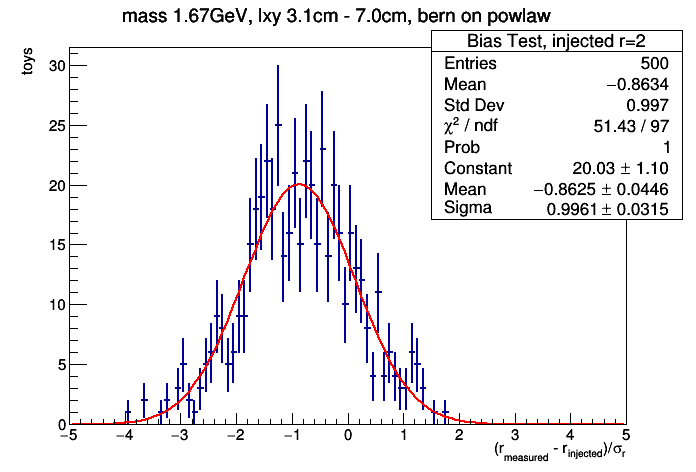 mass 1.67GeV, lxy 3.1cm - 7.0cm, bern on powlaw
Bias Test, injected r=2
Entries 500
Mean −0.8634
Std Dev 0.997
χ² / ndf 51.43 / 97
Prob 1
Constant 20.03 ± 1.10
Mean −0.8625 ± 0.0446
Sigma 0.9961 ± 0.0315
toys
30
25
20
15
10
5
0
−5 −4 −3 −2 −1 0 1 2 3 4 5
(r_measured - r_injected)/σ_r